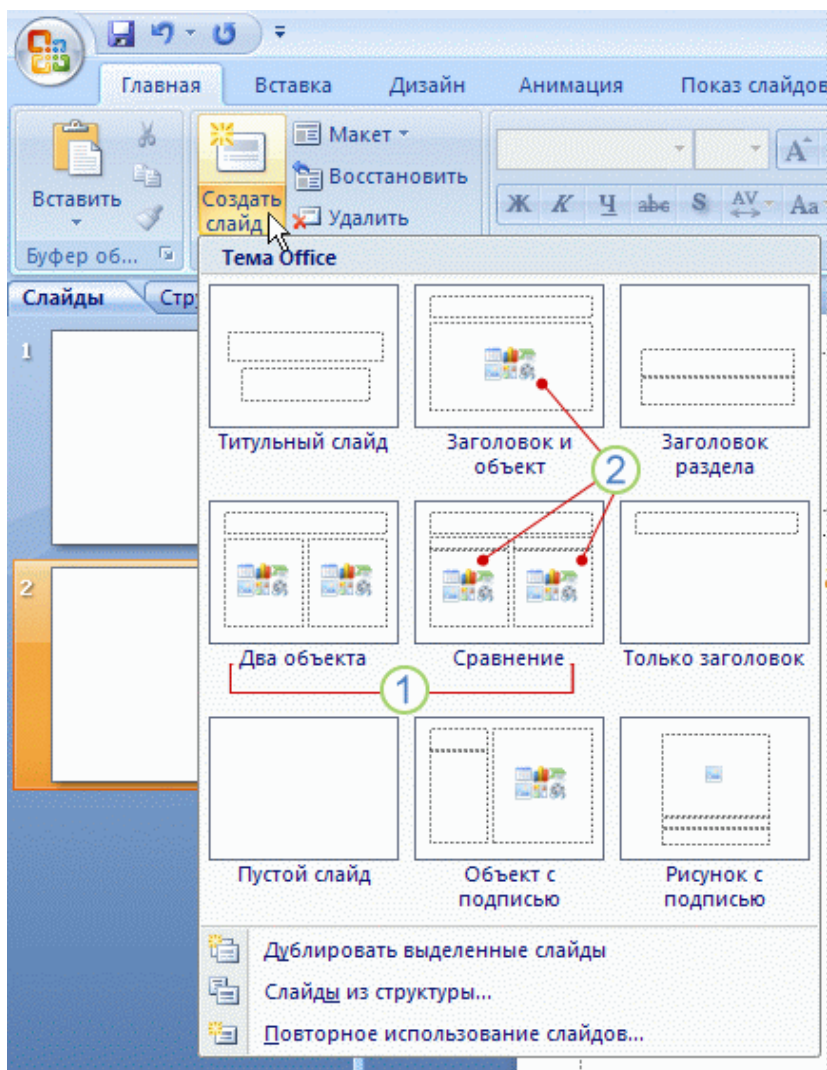 Главная Вставка Дизайн Анимация Показ слайдов
Вставить
Буфер об...
Создать
слайд
Макет
Восстановить
Удалить
Ж К Ч abc S AV Aa
A
Слайды Стр
Тема Office
1
2
Титульный слайд
Заголовок и
объект
Заголовок
раздела
2
Два объекта
Сравнение
Только заголовок
1
Пустой слайд
Объект с
подписью
Рисунок с
подписью
Дублировать выделенные слайды
Слайды из структуры...
Повторное использование слайдов...